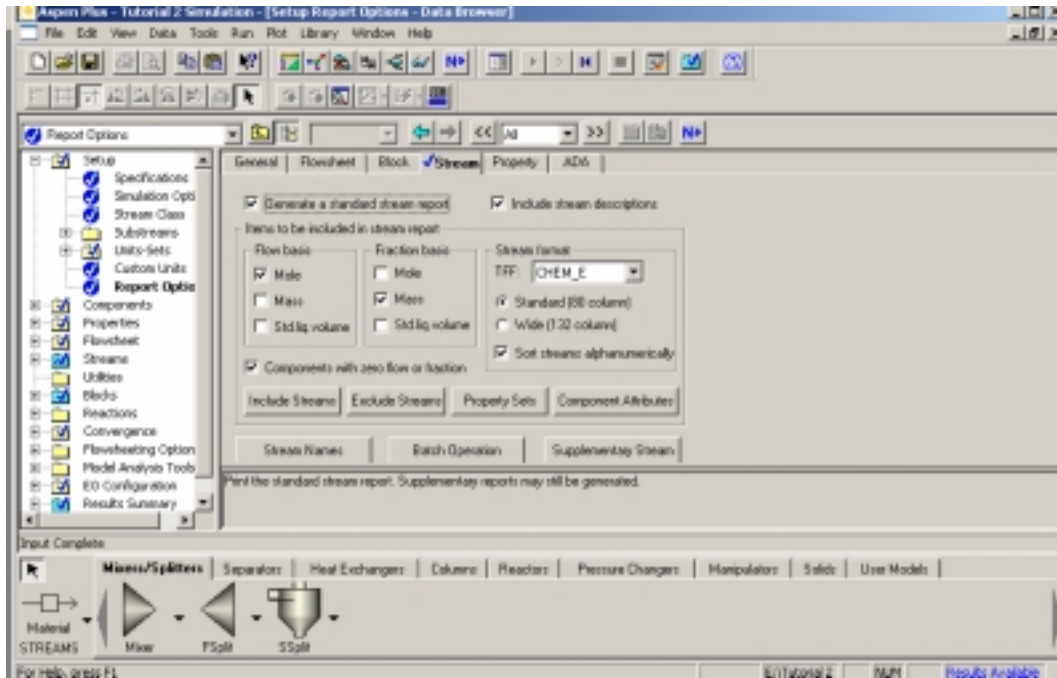 Aspen Plus - Tutorial 2 Simulation - [Setup Report Options - Data Browser]
File Edit View Data Tools Run Plot Library Window Help
N>
Report Options
<< All >> N>
Setup
Specifications
Simulation Opti
Stream Class
Substreams
Units-Sets
Custom Units
Report Optio
Components
Properties
Flowsheet
Streams
Utilities
Blocks
Reactions
Convergence
Flowsheeting Option
Model Analysis Tools
EO Configuration
Results Summary
General Flowsheet Block Stream Property ADA
Generate a standard stream report Include stream descriptions
Items to be included in stream report
Flow basis Fraction basis Stream format
Mole Mole TFF: CHEM_E
Mass Mass Standard (80 column)
Std.liq.volume Std.liq.volume Wide (132 column)
Sort streams alphanumerically
Components with zero flow or fraction
Include Streams Exclude Streams Property Sets Component Attributes
Stream Names Batch Operation Supplementary Stream
Print the standard stream report. Supplementary reports may still be generated.
Input Complete
Mixers/Splitters Separators Heat Exchangers Columns Reactors Pressure Changers Manipulators Solids User Models
Material
STREAMS Mixer FSplit SSplit
For Help, press F1 E:\Tutorial 2 NUM Results Available